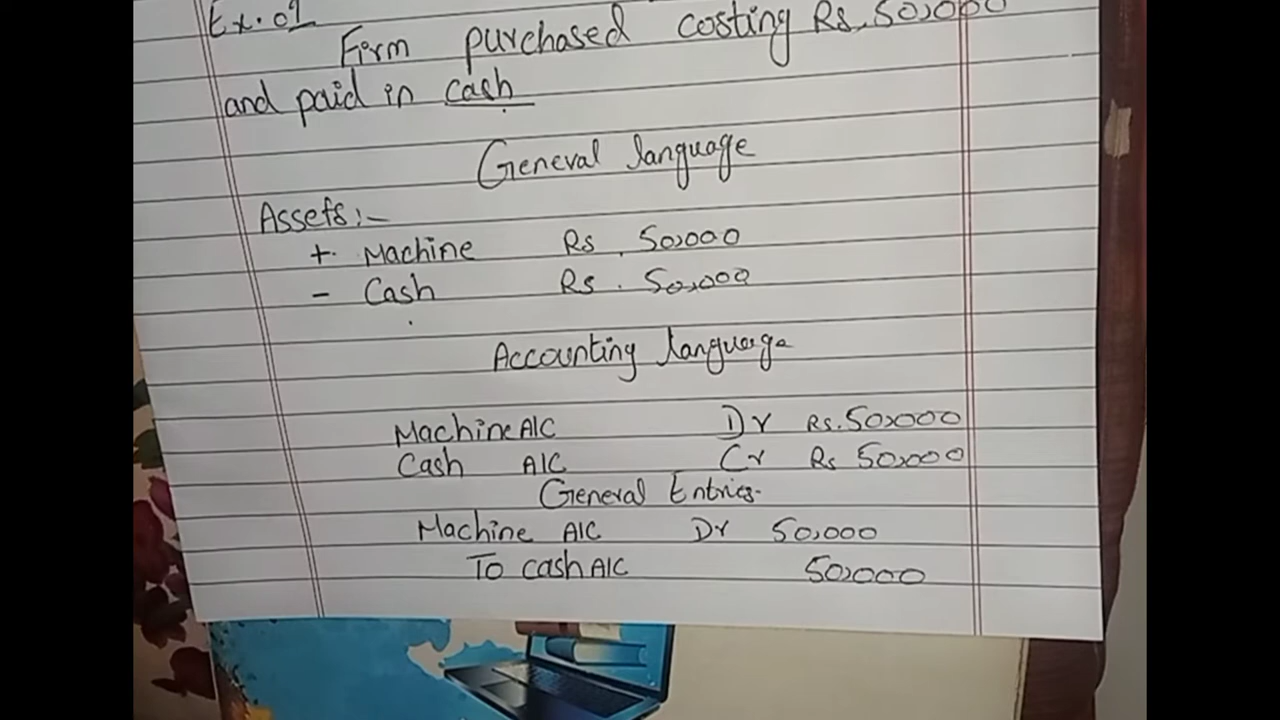 Ex. 01
Firm purchased costing Rs. 50,000
and paid in cash
General language
Assets:-
+ Machine Rs. 50,000
- Cash Rs. 50,000
Accounting language
Machine A/C Dr Rs. 50,000
Cash A/C Cr Rs 50,000
General Entries.
Machine A/C Dr 50,000
To cash A/C 50,000